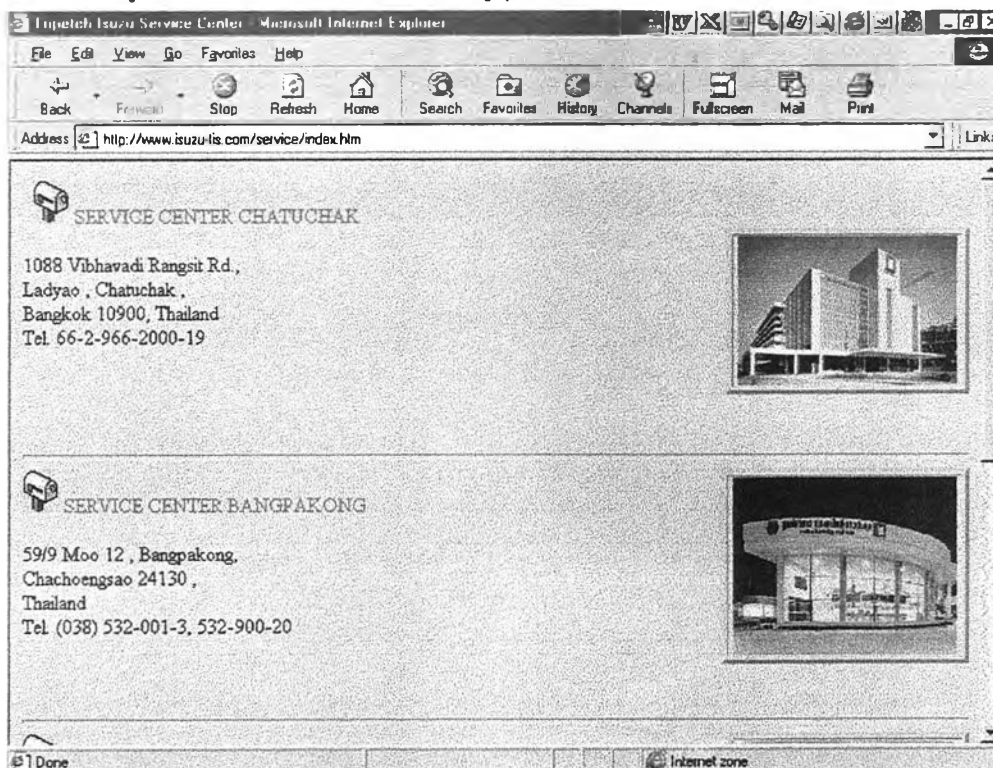 Tripetch Isuzu Service Center - Microsoft Internet Explorer
File Edit View Go Favorites Help
Back Forward Stop Refresh Home Search Favorites History Channels Fullscreen Mail Print
Address http://www.isuzu-tis.com/service/index.htm Links
SERVICE CENTER CHATUCHAK
1088 Vibhavadi Rangsit Rd.,
Ladyao , Chatuchak ,
Bangkok 10900, Thailand
Tel. 66-2-966-2000-19
SERVICE CENTER BANGPAKONG
59/9 Moo 12 , Bangpakong,
Chachoengsao 24130 ,
Thailand
Tel. (038) 532-001-3, 532-900-20
Done Internet zone